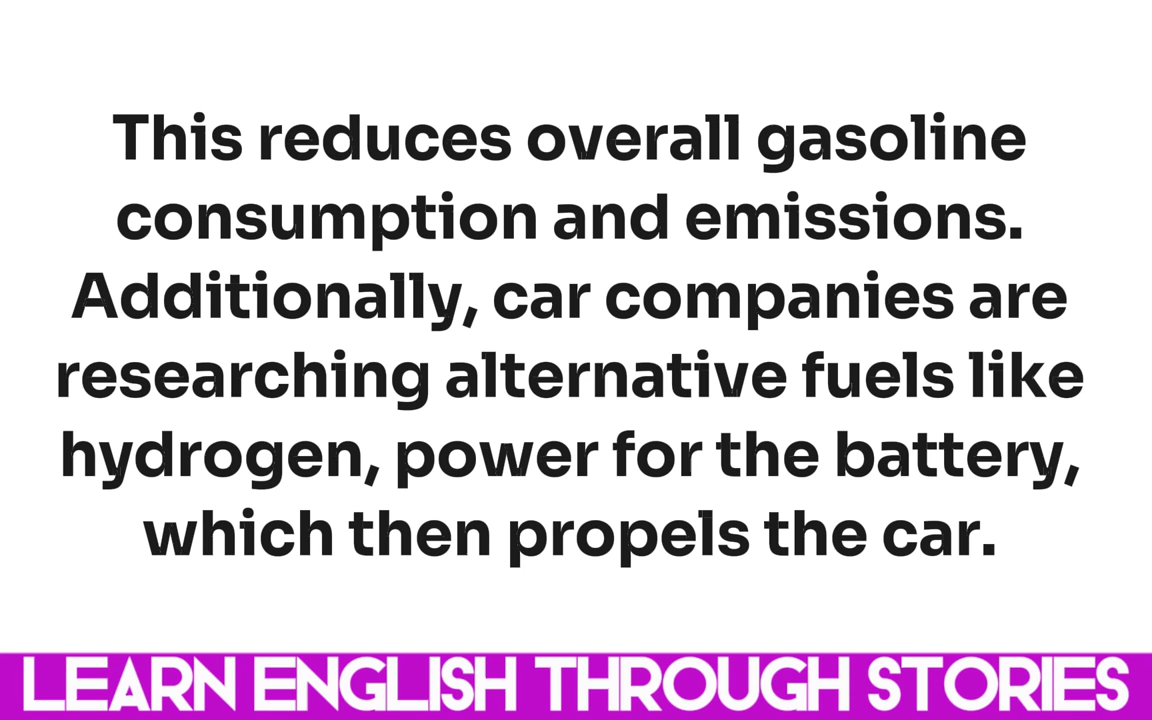 This reduces overall gasoline
consumption and emissions.
Additionally, car companies are
researching alternative fuels like
hydrogen, power for the battery,
which then propels the car.
LEARN ENGLISH THROUGH STORIES